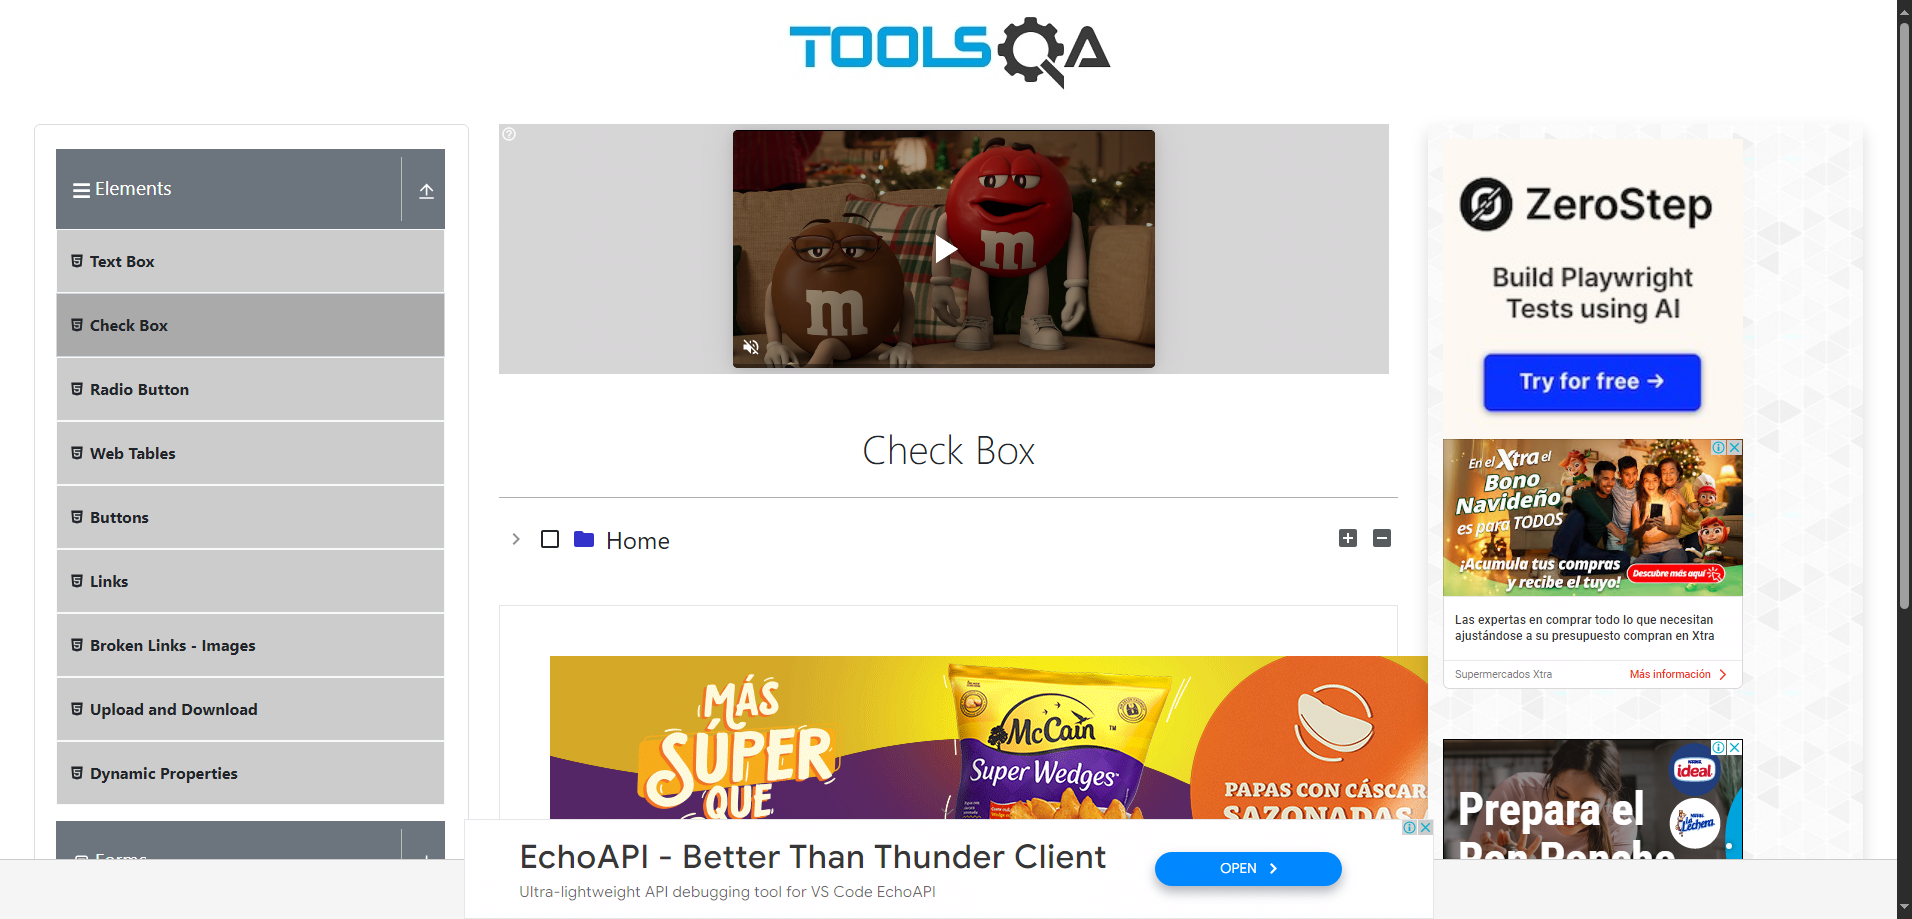 TOOLSQA
Elements
Text Box
Check Box
Radio Button
Web Tables
Buttons
Links
Broken Links - Images
Upload and Download
Dynamic Properties
Forms
m
m
Check Box
Home
MÁS
SÚPER
QUE
McCain™
Super Wedges™
PAPAS CON CÁSCAR
SAZONADAS
EchoAPI - Better Than Thunder Client
Ultra-lightweight API debugging tool for VS Code EchoAPI
OPEN
ZeroStep
Build Playwright
Tests using AI
Try for free →
En el Xtra el
Bono
Navideño
es para TODOS
¡Acumula tus compras
y recibe el tuyo!
Descubre más aquí
Las expertas en comprar todo lo que necesitan
ajustándose a su presupuesto compran en Xtra
Supermercados Xtra
Más información
Nestlé
ideal
La Lechera
Prepara el
Ron Ponche